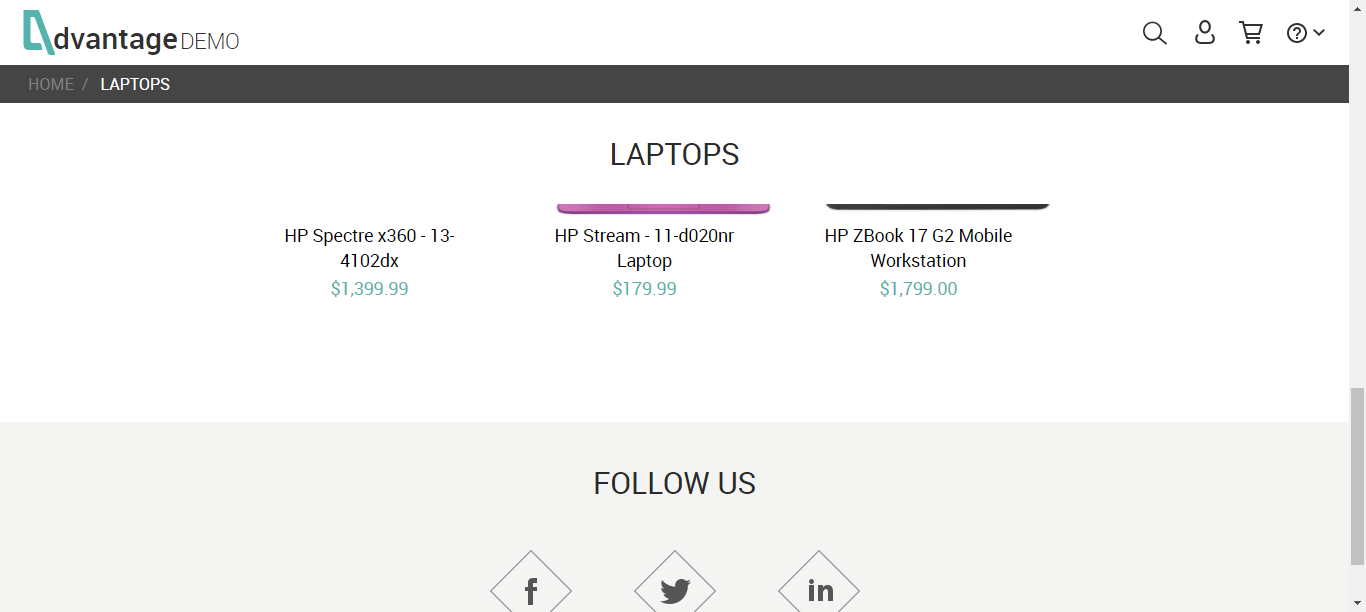 dvantage DEMO
HOME / LAPTOPS
LAPTOPS
HP Spectre x360 - 13-
4102dx
$1,399.99
HP Stream - 11-d020nr
Laptop
$179.99
HP ZBook 17 G2 Mobile
Workstation
$1,799.00
FOLLOW US
f
in